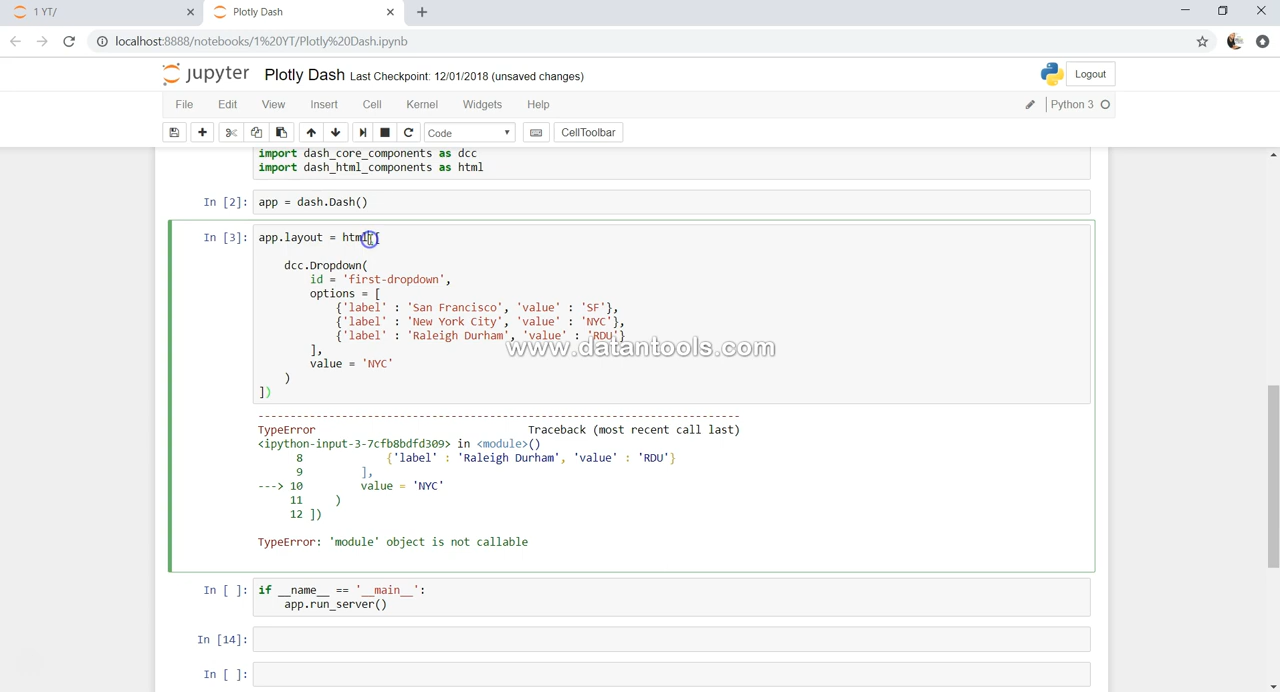 1 YT/
Plotly Dash
localhost:8888/notebooks/1%20YT/Plotly%20Dash.ipynb
jupyter Plotly Dash Last Checkpoint: 12/01/2018 (unsaved changes)
Logout
File Edit View Insert Cell Kernel Widgets Help
Python 3
Code
CellToolbar
import dash_core_components as dcc
import dash_html_components as html
In [2]: app = dash.Dash()
In [3]: app.layout = html([
dcc.Dropdown(
id = 'first-dropdown',
options = [
{'label' : 'San Francisco', 'value' : 'SF'},
{'label' : 'New York City', 'value' : 'NYC'},
{'label' : 'Raleigh Durham', 'value' : 'RDU'}
],
www.datantools.com
value = 'NYC'
)
])
---------------------------------------------------------------------------
TypeError Traceback (most recent call last)
<ipython-input-3-7cfb8bdfd309> in <module>()
8 {'label' : 'Raleigh Durham', 'value' : 'RDU'}
9 ],
---> 10 value = 'NYC'
11 )
12 ])
TypeError: 'module' object is not callable
In [ ]: if __name__ == '__main__':
app.run_server()
In [14]:
In [ ]: